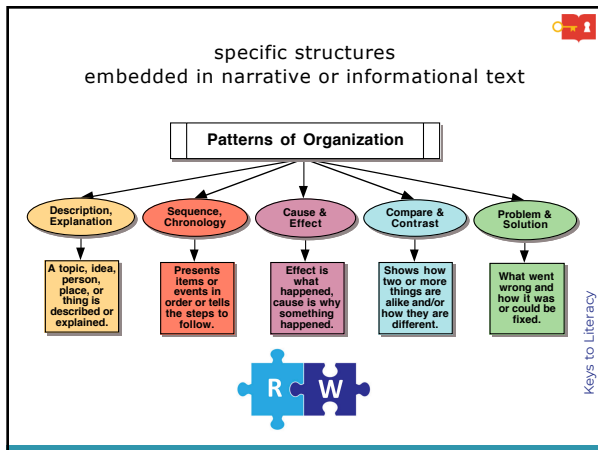 specific structures
embedded in narrative or informational text
Patterns of Organization
Description,
Explanation
Sequence,
Chronology
Cause &
Effect
Compare &
Contrast
Problem &
Solution
A topic, idea,
person,
place, or
thing is
described or
explained.
Presents
items or
events in
order or tells
the steps to
follow.
Effect is
what
happened,
cause is why
something
happened.
Shows how
two or more
things are
alike and/or
how they are
different.
What went
wrong and
how it was
or could be
fixed.
R W
Keys to Literacy